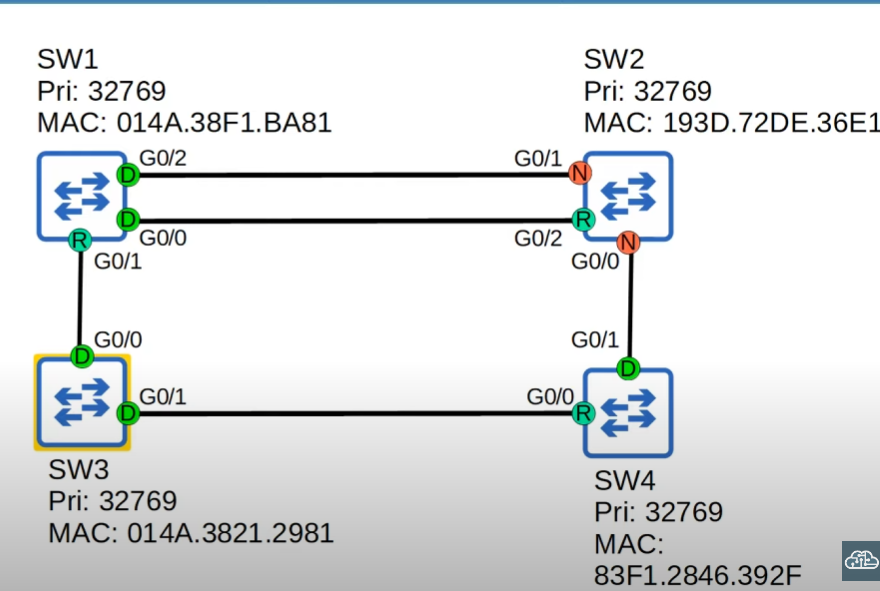 SW1
Pri: 32769
MAC: 014A.38F1.BA81
SW2
Pri: 32769
MAC: 193D.72DE.36E1
D
G0/2
G0/1
N
D
G0/0
G0/2
R
R
G0/1
G0/0
N
D
G0/0
G0/1
D
D
G0/1
G0/0
R
SW3
Pri: 32769
MAC: 014A.3821.2981
SW4
Pri: 32769
MAC:
83F1.2846.392F